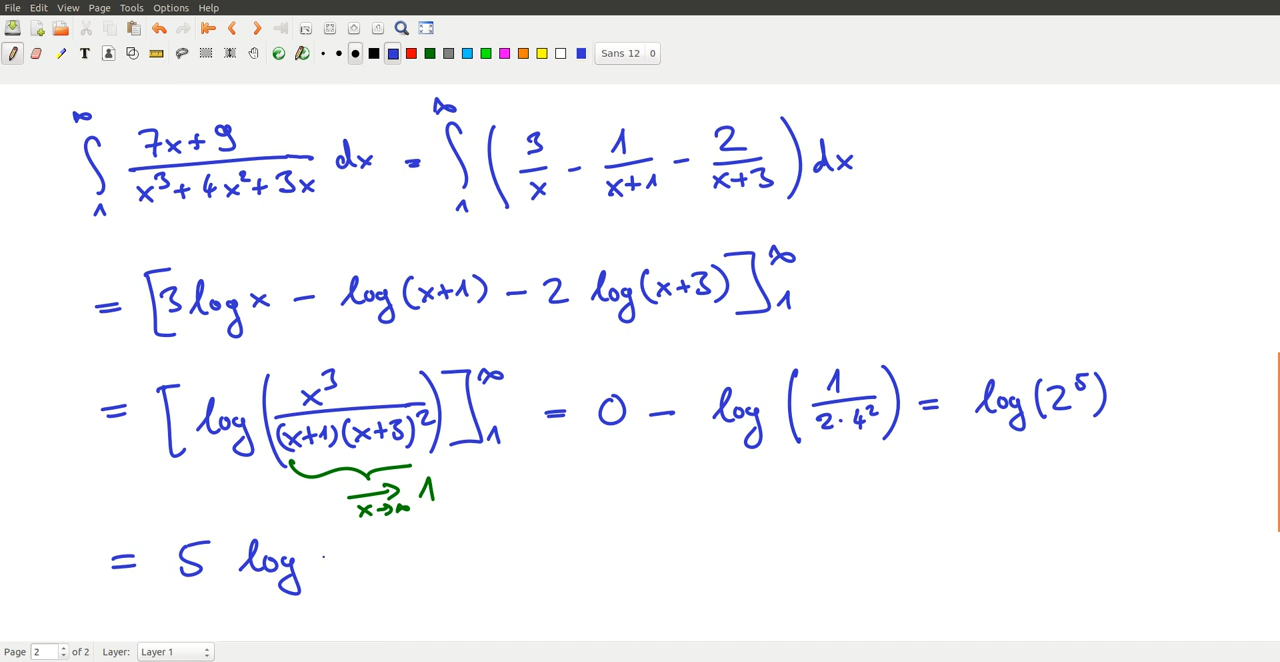 File Edit View Page Tools Options Help
Sans 12 0
∫₁^∞ (7x+9)/(x³+4x²+3x) dx = ∫₁^∞ (3/x - 1/(x+1) - 2/(x+3)) dx
= [3 log x - log(x+1) - 2 log(x+3)]₁^∞
= [log(x³/((x+1)(x+3)²))]₁^∞ = 0 - log(1/(2·4²)) = log(2⁵)
→ 1
x→∞
= 5 log
Page 2 of 2 Layer: Layer 1